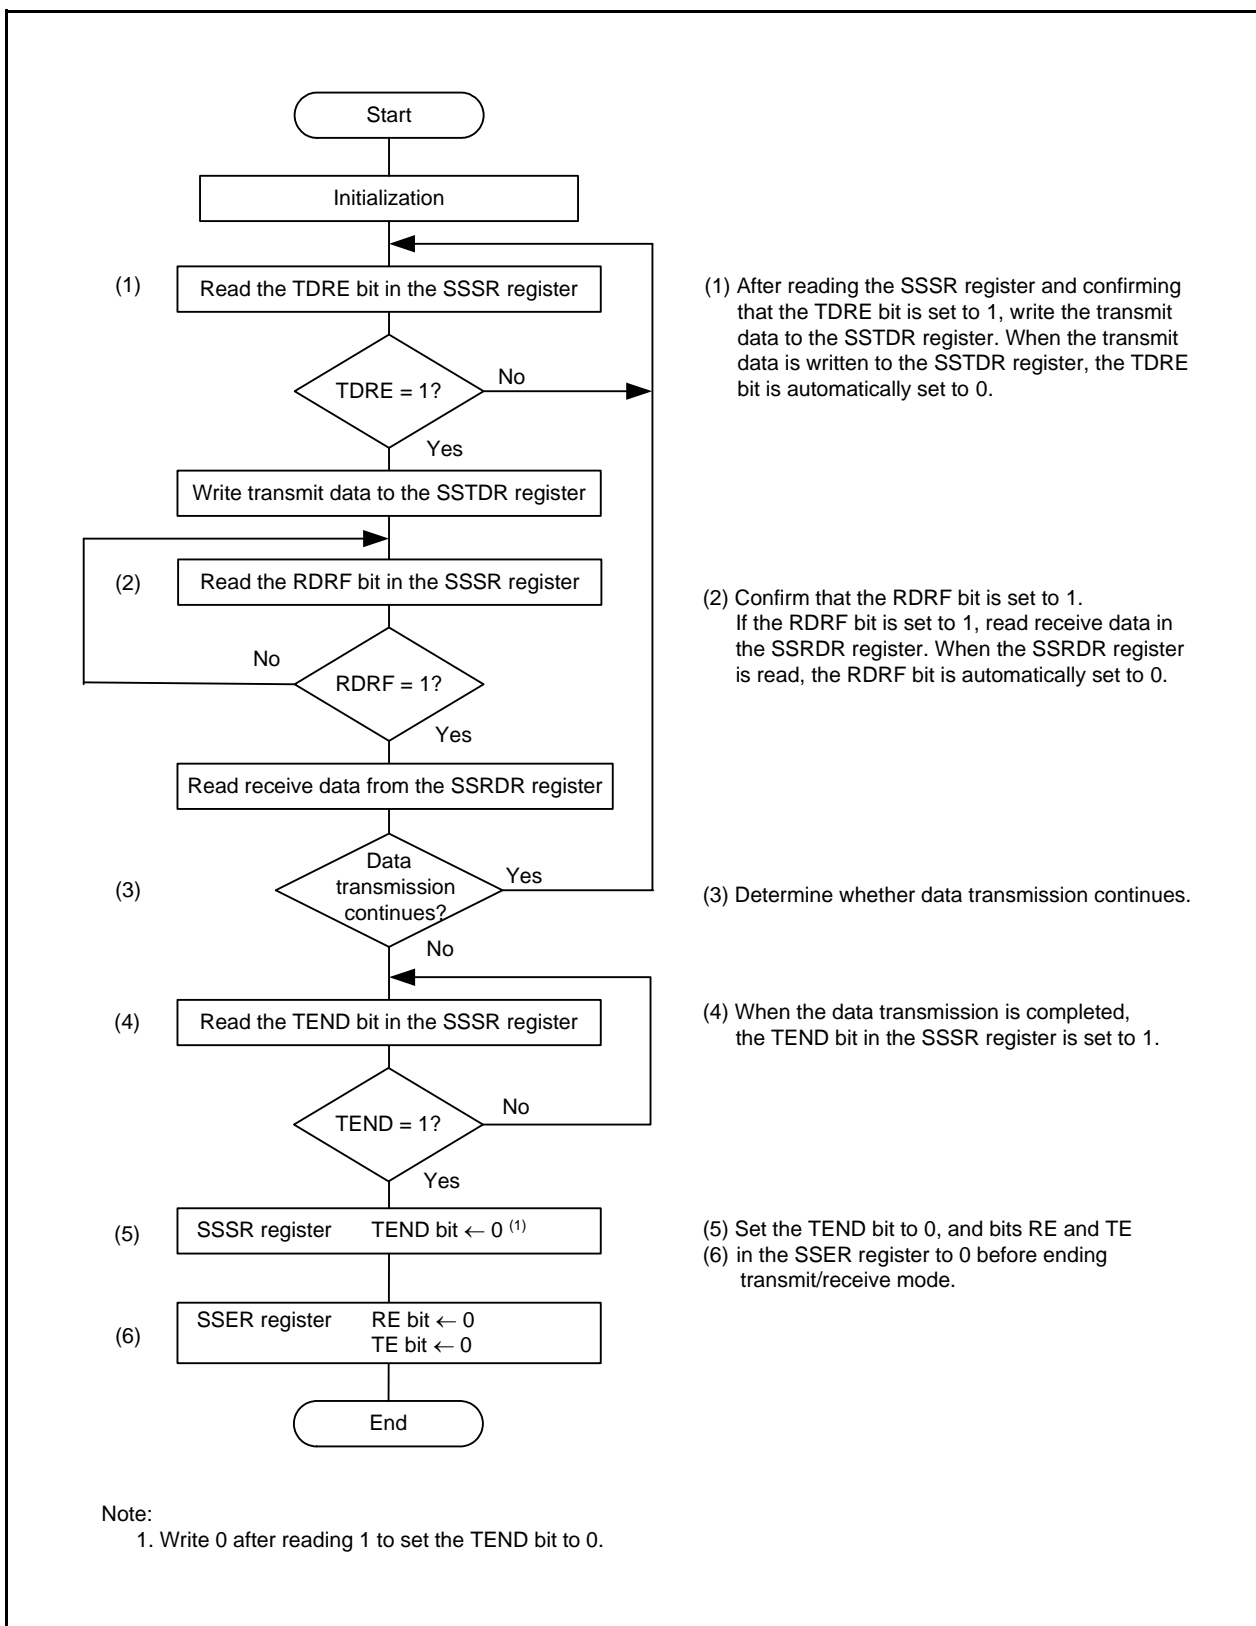 Start
Initialization
(1)
Read the TDRE bit in the SSSR register
TDRE = 1?
No
Yes
Write transmit data to the SSTDR register
(2)
Read the RDRF bit in the SSSR register
No
RDRF = 1?
Yes
Read receive data from the SSRDR register
(3)
Data
transmission
continues?
Yes
No
(4)
Read the TEND bit in the SSSR register
TEND = 1?
No
Yes
(5)
SSSR register TEND bit ← 0 (1)
(6)
SSER register RE bit ← 0
TE bit ← 0
End
(1) After reading the SSSR register and confirming
that the TDRE bit is set to 1, write the transmit
data to the SSTDR register. When the transmit
data is written to the SSTDR register, the TDRE
bit is automatically set to 0.
(2) Confirm that the RDRF bit is set to 1.
If the RDRF bit is set to 1, read receive data in
the SSRDR register. When the SSRDR register
is read, the RDRF bit is automatically set to 0.
(3) Determine whether data transmission continues.
(4) When the data transmission is completed,
the TEND bit in the SSSR register is set to 1.
(5) Set the TEND bit to 0, and bits RE and TE
(6) in the SSER register to 0 before ending
transmit/receive mode.
Note:
1. Write 0 after reading 1 to set the TEND bit to 0.